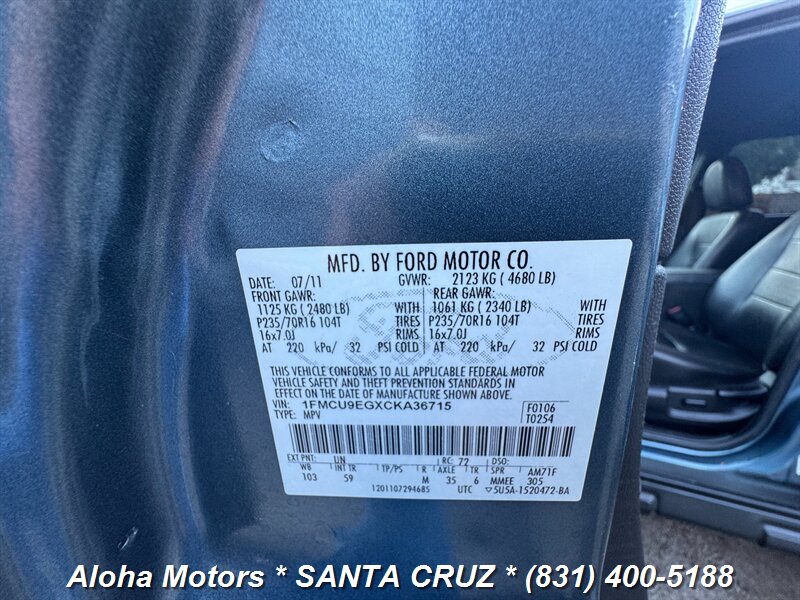 MFD. BY FORD MOTOR CO.
DATE: 07/11 GVWR: 2123 KG ( 4680 LB)
FRONT GAWR: REAR GAWR:
1125 KG ( 2480 LB) WITH 1061 KG ( 2340 LB) WITH
P235/70R16 104T TIRES P235/70R16 104T TIRES
16x7.0J RIMS 16x7.0J RIMS
AT 220 kPa/ 32 PSI COLD AT 220 kPa/ 32 PSI COLD
THIS VEHICLE CONFORMS TO ALL APPLICABLE FEDERAL MOTOR
VEHICLE SAFETY AND THEFT PREVENTION STANDARDS IN
EFFECT ON THE DATE OF MANUFACTURE SHOWN ABOVE.
VIN: 1FMCU9EGXCKA36715 F0106
TYPE: MPV T0254
EXT PNT: UN RC: 72 DSO:
WB INT TR TP/PS R AXLE TR SPR AM71F
103 59 M 35 6 MMEE 305
1201107294685 UTC ▽5U5A-1520472-BA
Aloha Motors * SANTA CRUZ * (831) 400-5188